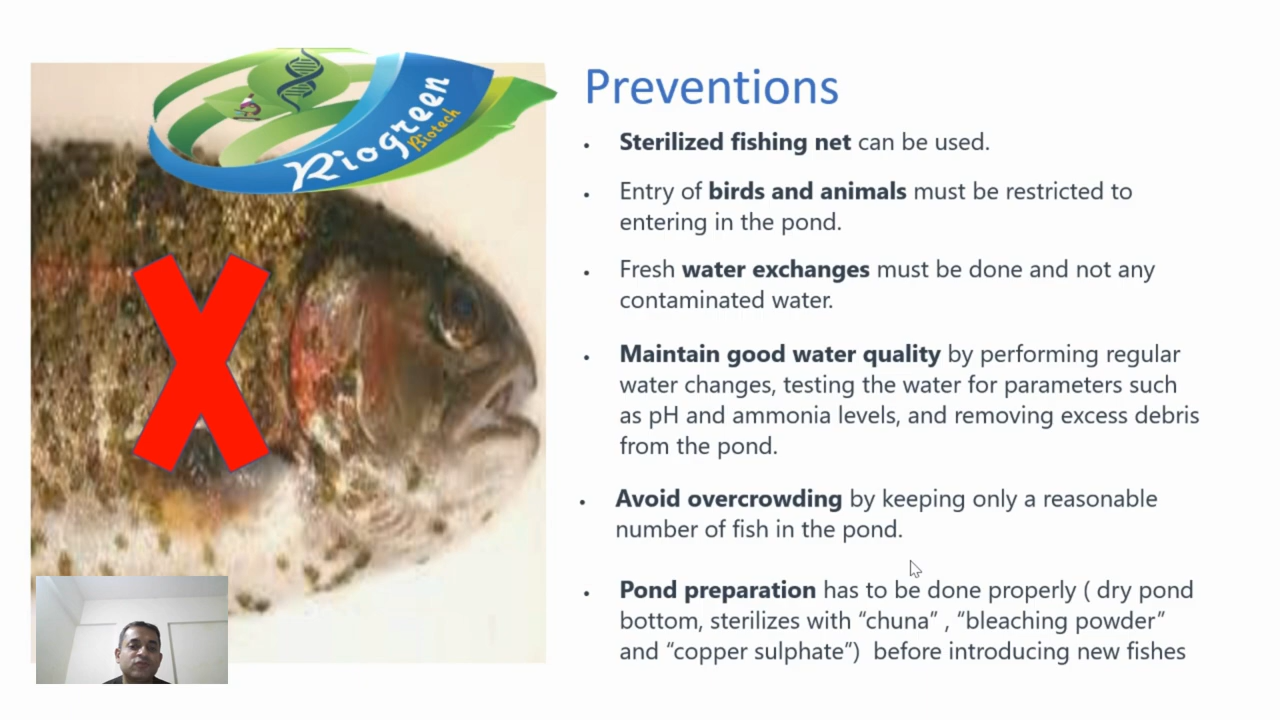 Riogreen
Biotech
Preventions
• Sterilized fishing net can be used.
• Entry of birds and animals must be restricted to
entering in the pond.
• Fresh water exchanges must be done and not any
contaminated water.
• Maintain good water quality by performing regular
water changes, testing the water for parameters such
as pH and ammonia levels, and removing excess debris
from the pond.
• Avoid overcrowding by keeping only a reasonable
number of fish in the pond.
• Pond preparation has to be done properly ( dry pond
bottom, sterilizes with “chuna” , “bleaching powder”
and “copper sulphate”)  before introducing new fishes